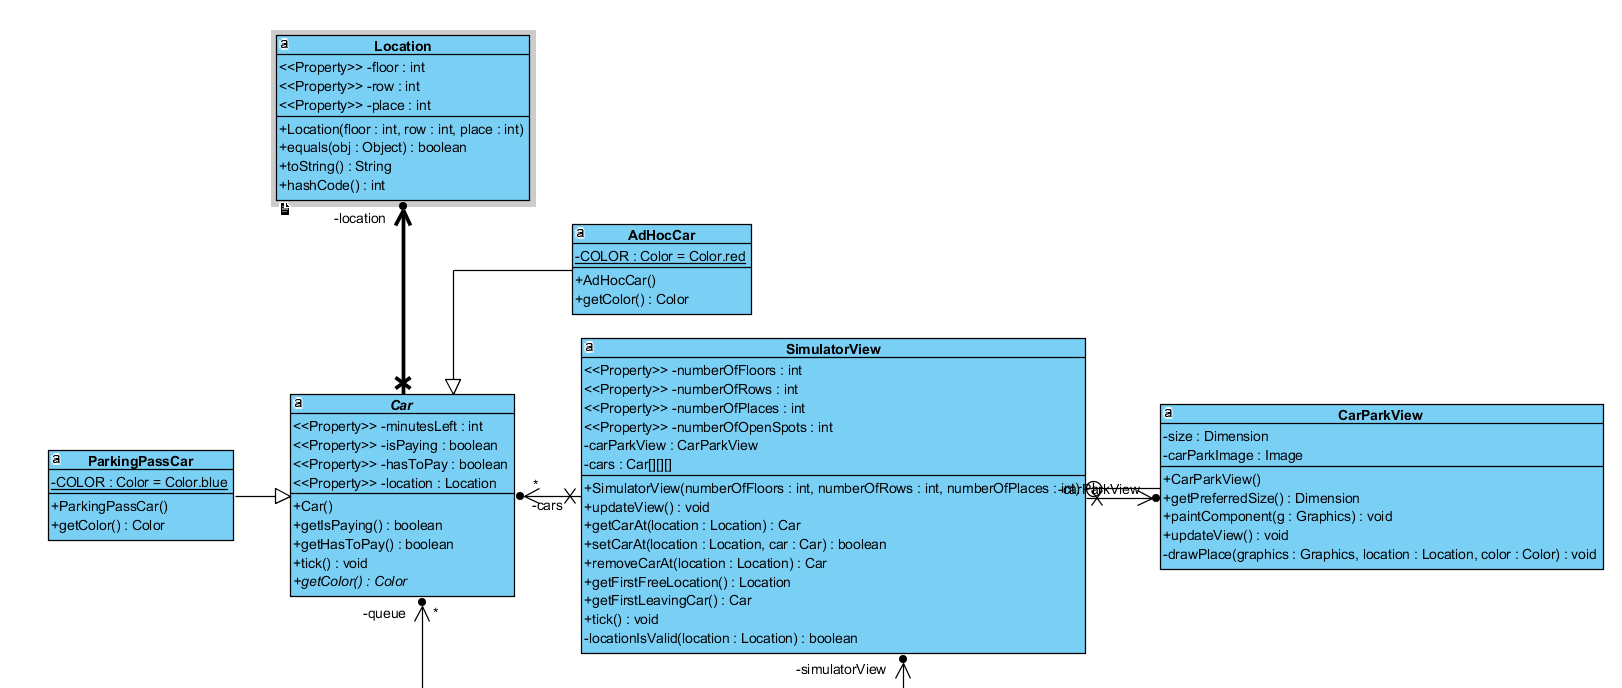 Location
<<Property>> -floor : int
<<Property>> -row : int
<<Property>> -place : int
+Location(floor : int, row : int, place : int)
+equals(obj : Object) : boolean
+toString() : String
+hashCode() : int
-location
a
AdHocCar
-COLOR : Color = Color.red
+AdHocCar()
+getColor() : Color
a
SimulatorView
<<Property>> -numberOfFloors : int
<<Property>> -numberOfRows : int
<<Property>> -numberOfPlaces : int
<<Property>> -numberOfOpenSpots : int
-carParkView : CarParkView
-cars : Car[][][]
+SimulatorView(numberOfFloors : int, numberOfRows : int, numberOfPlaces : int)
+updateView() : void
+getCarAt(location : Location) : Car
+setCarAt(location : Location, car : Car) : boolean
+removeCarAt(location : Location) : Car
+getFirstFreeLocation() : Location
+getFirstLeavingCar() : Car
+tick() : void
-locationIsValid(location : Location) : boolean
-simulatorView
a
Car
<<Property>> -minutesLeft : int
<<Property>> -isPaying : boolean
<<Property>> -hasToPay : boolean
<<Property>> -location : Location
+Car()
+getIsPaying() : boolean
+getHasToPay() : boolean
+tick() : void
+getColor() : Color
-queue
*
*
-cars
a
ParkingPassCar
-COLOR : Color = Color.blue
+ParkingPassCar()
+getColor() : Color
-carParkView
a
CarParkView
-size : Dimension
-carParkImage : Image
+CarParkView()
+getPreferredSize() : Dimension
+paintComponent(g : Graphics) : void
+updateView() : void
-drawPlace(graphics : Graphics, location : Location, color : Color) : void
a